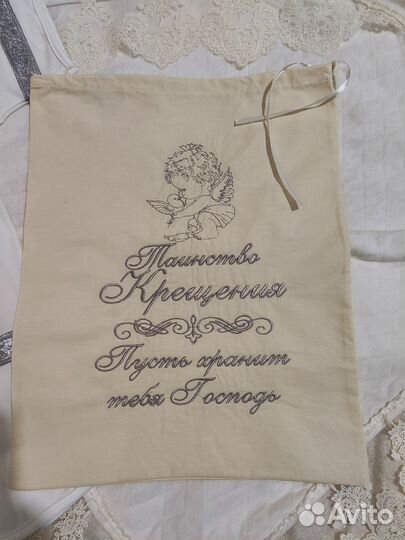 Таинство
Крещения
Пусть хранит
тебя Господь
Avito